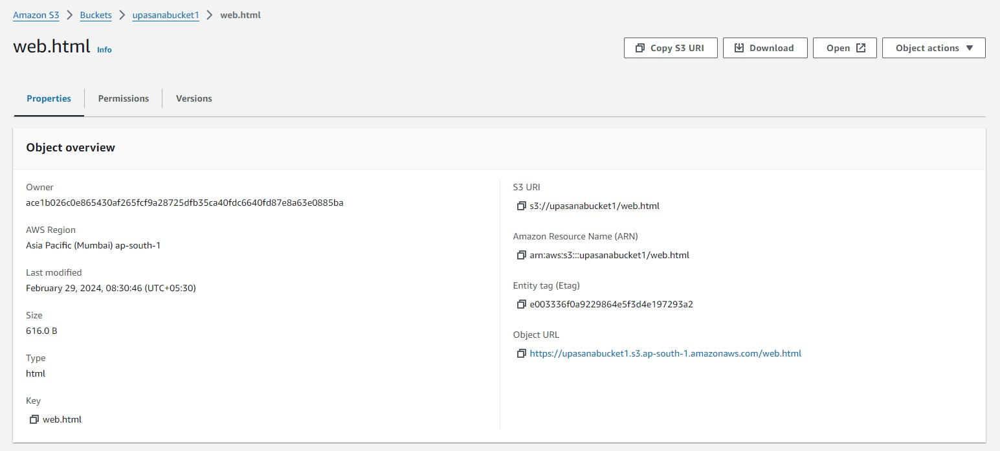 Amazon S3 > Buckets > upasanabucket1 > web.html
web.html Info
Copy S3 URI Download Open Object actions
Properties Permissions Versions
Object overview
Owner
ace1b026c0e865430af265fcf9a28725dfb35ca40fdc6640fd87e8a63e0885ba
AWS Region
Asia Pacific (Mumbai) ap-south-1
Last modified
February 29, 2024, 08:30:46 (UTC+05:30)
Size
616.0 B
Type
html
Key
web.html
S3 URI
s3://upasanabucket1/web.html
Amazon Resource Name (ARN)
arn:aws:s3:::upasanabucket1/web.html
Entity tag (Etag)
e003336f0a9229864e5f3d4e197293a2
Object URL
https://upasanabucket1.s3.ap-south-1.amazonaws.com/web.html